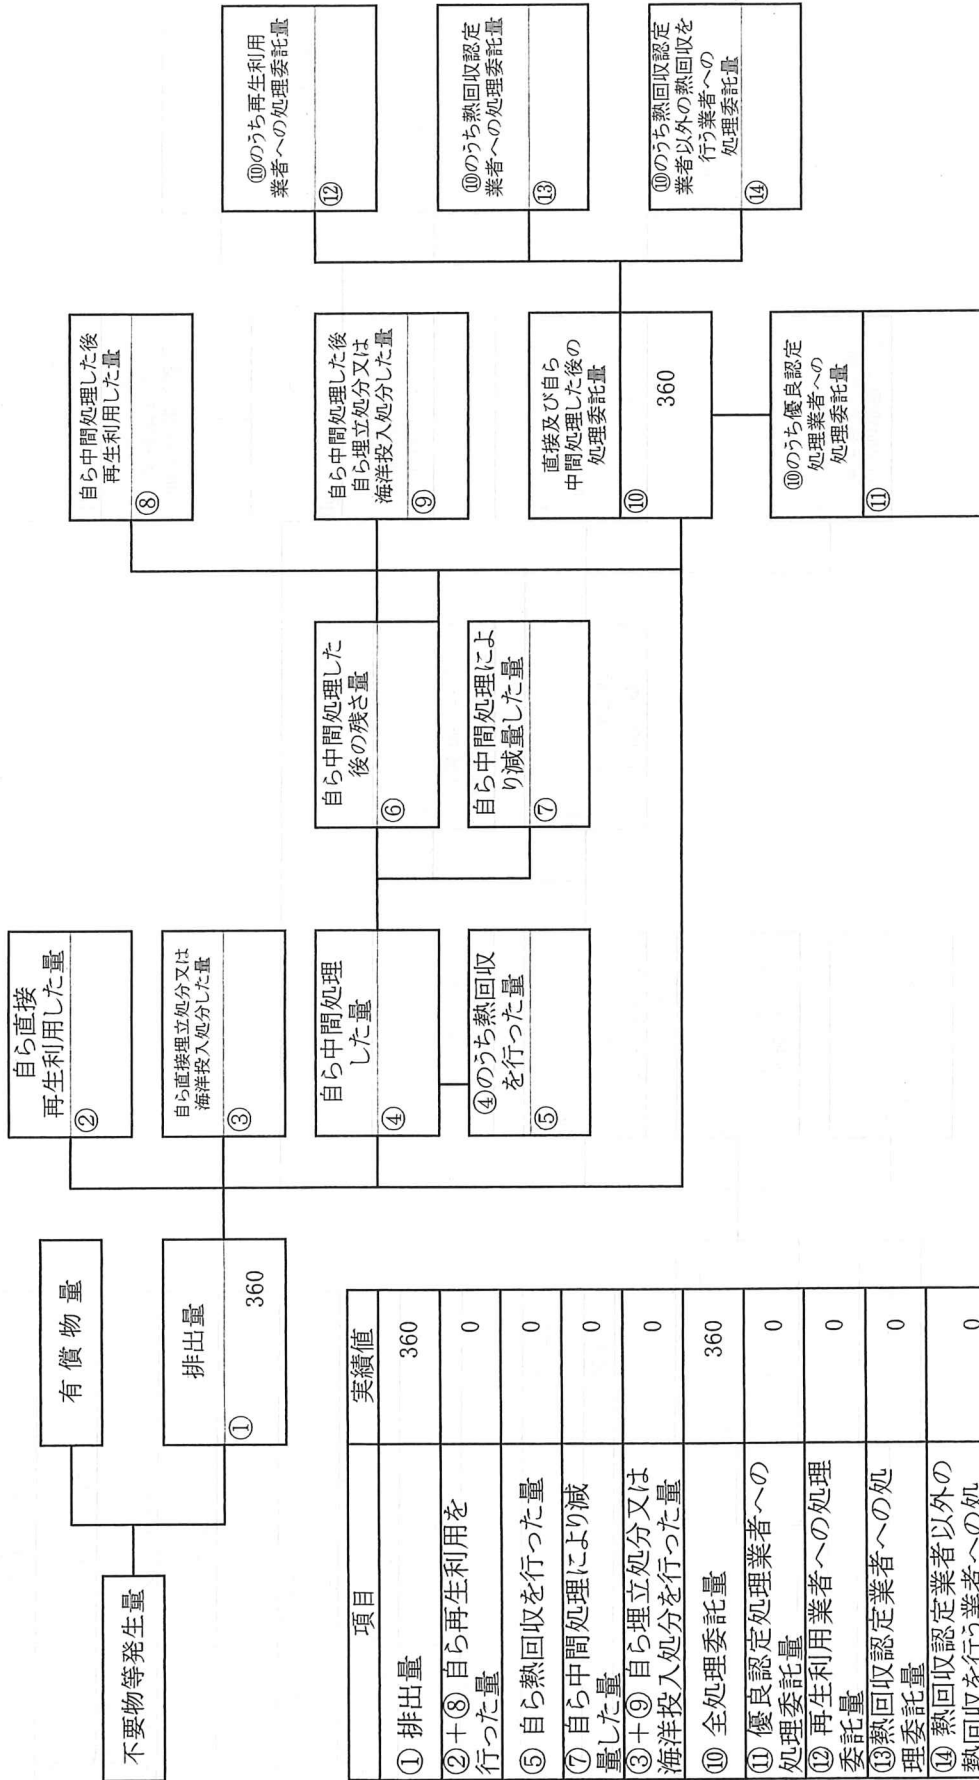 不要物等発生量
有償物量
排出量
①
360
自ら直接
再生利用した量
②
自ら直接埋立処分又は
海洋投入処分した量
③
自ら中間処理
した量
④
④のうち熱回収
を行った量
⑤
自ら中間処理した
後の残さ量
⑥
自ら中間処理によ
り減量した量
⑦
自ら中間処理した後
再生利用した量
⑧
自ら中間処理した後
自ら埋立処分又は
海洋投入処分した量
⑨
直接及び自ら
中間処理した後の
処理委託量
⑩
360
⑩のうち優良認定
処理業者への
処理委託量
⑪
⑩のうち再生利用
業者への処理委託量
⑫
⑩のうち熱回収認定
業者への処理委託量
⑬
⑩のうち熱回収認定
業者以外の熱回収を
行う業者への
処理委託量
⑭
項目 実績値
① 排出量 360
②+⑧ 自ら再生利用を
行った量 0
⑤ 自ら熱回収を行った量 0
⑦ 自ら中間処理により減
量した量 0
③+⑨ 自ら埋立処分又は
海洋投入処分を行った量 0
⑩ 全処理委託量 360
⑪ 優良認定処理業者への
処理委託量 0
⑫ 再生利用業者への処理
委託量 0
⑬熱回収認定業者への処
理委託量 0
⑭ 熱回収認定業者以外の
熱回収を行う業者への処 0